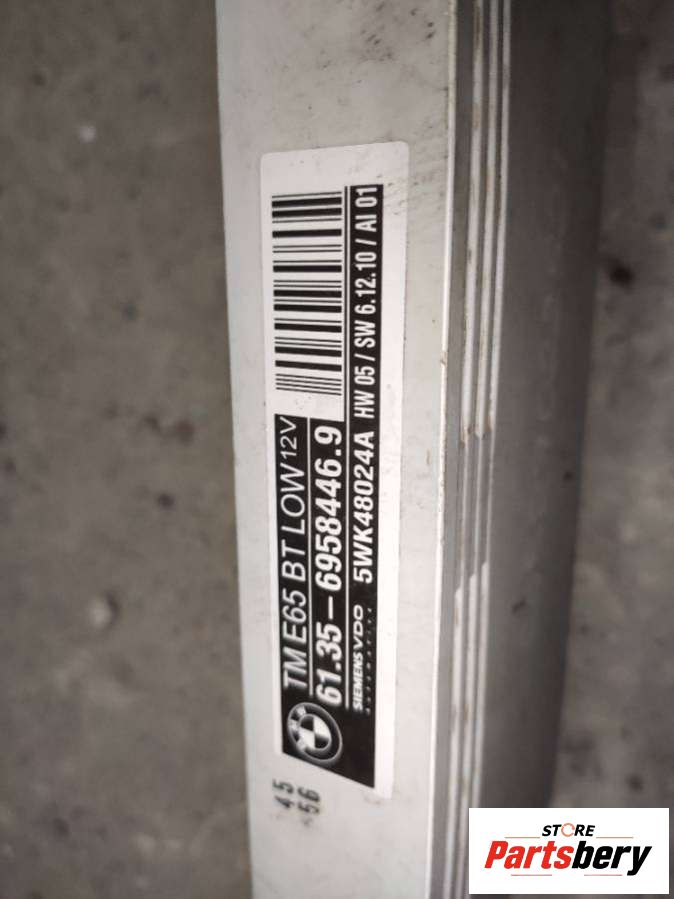 TM E65 BT LOW 12V
61.35-6958446.9
SIEMENS VDO
AUTOMOTIVE
5WK48024A HW 05 / SW 6.12.10 / AI 01
45
56
STORE
Partsbery